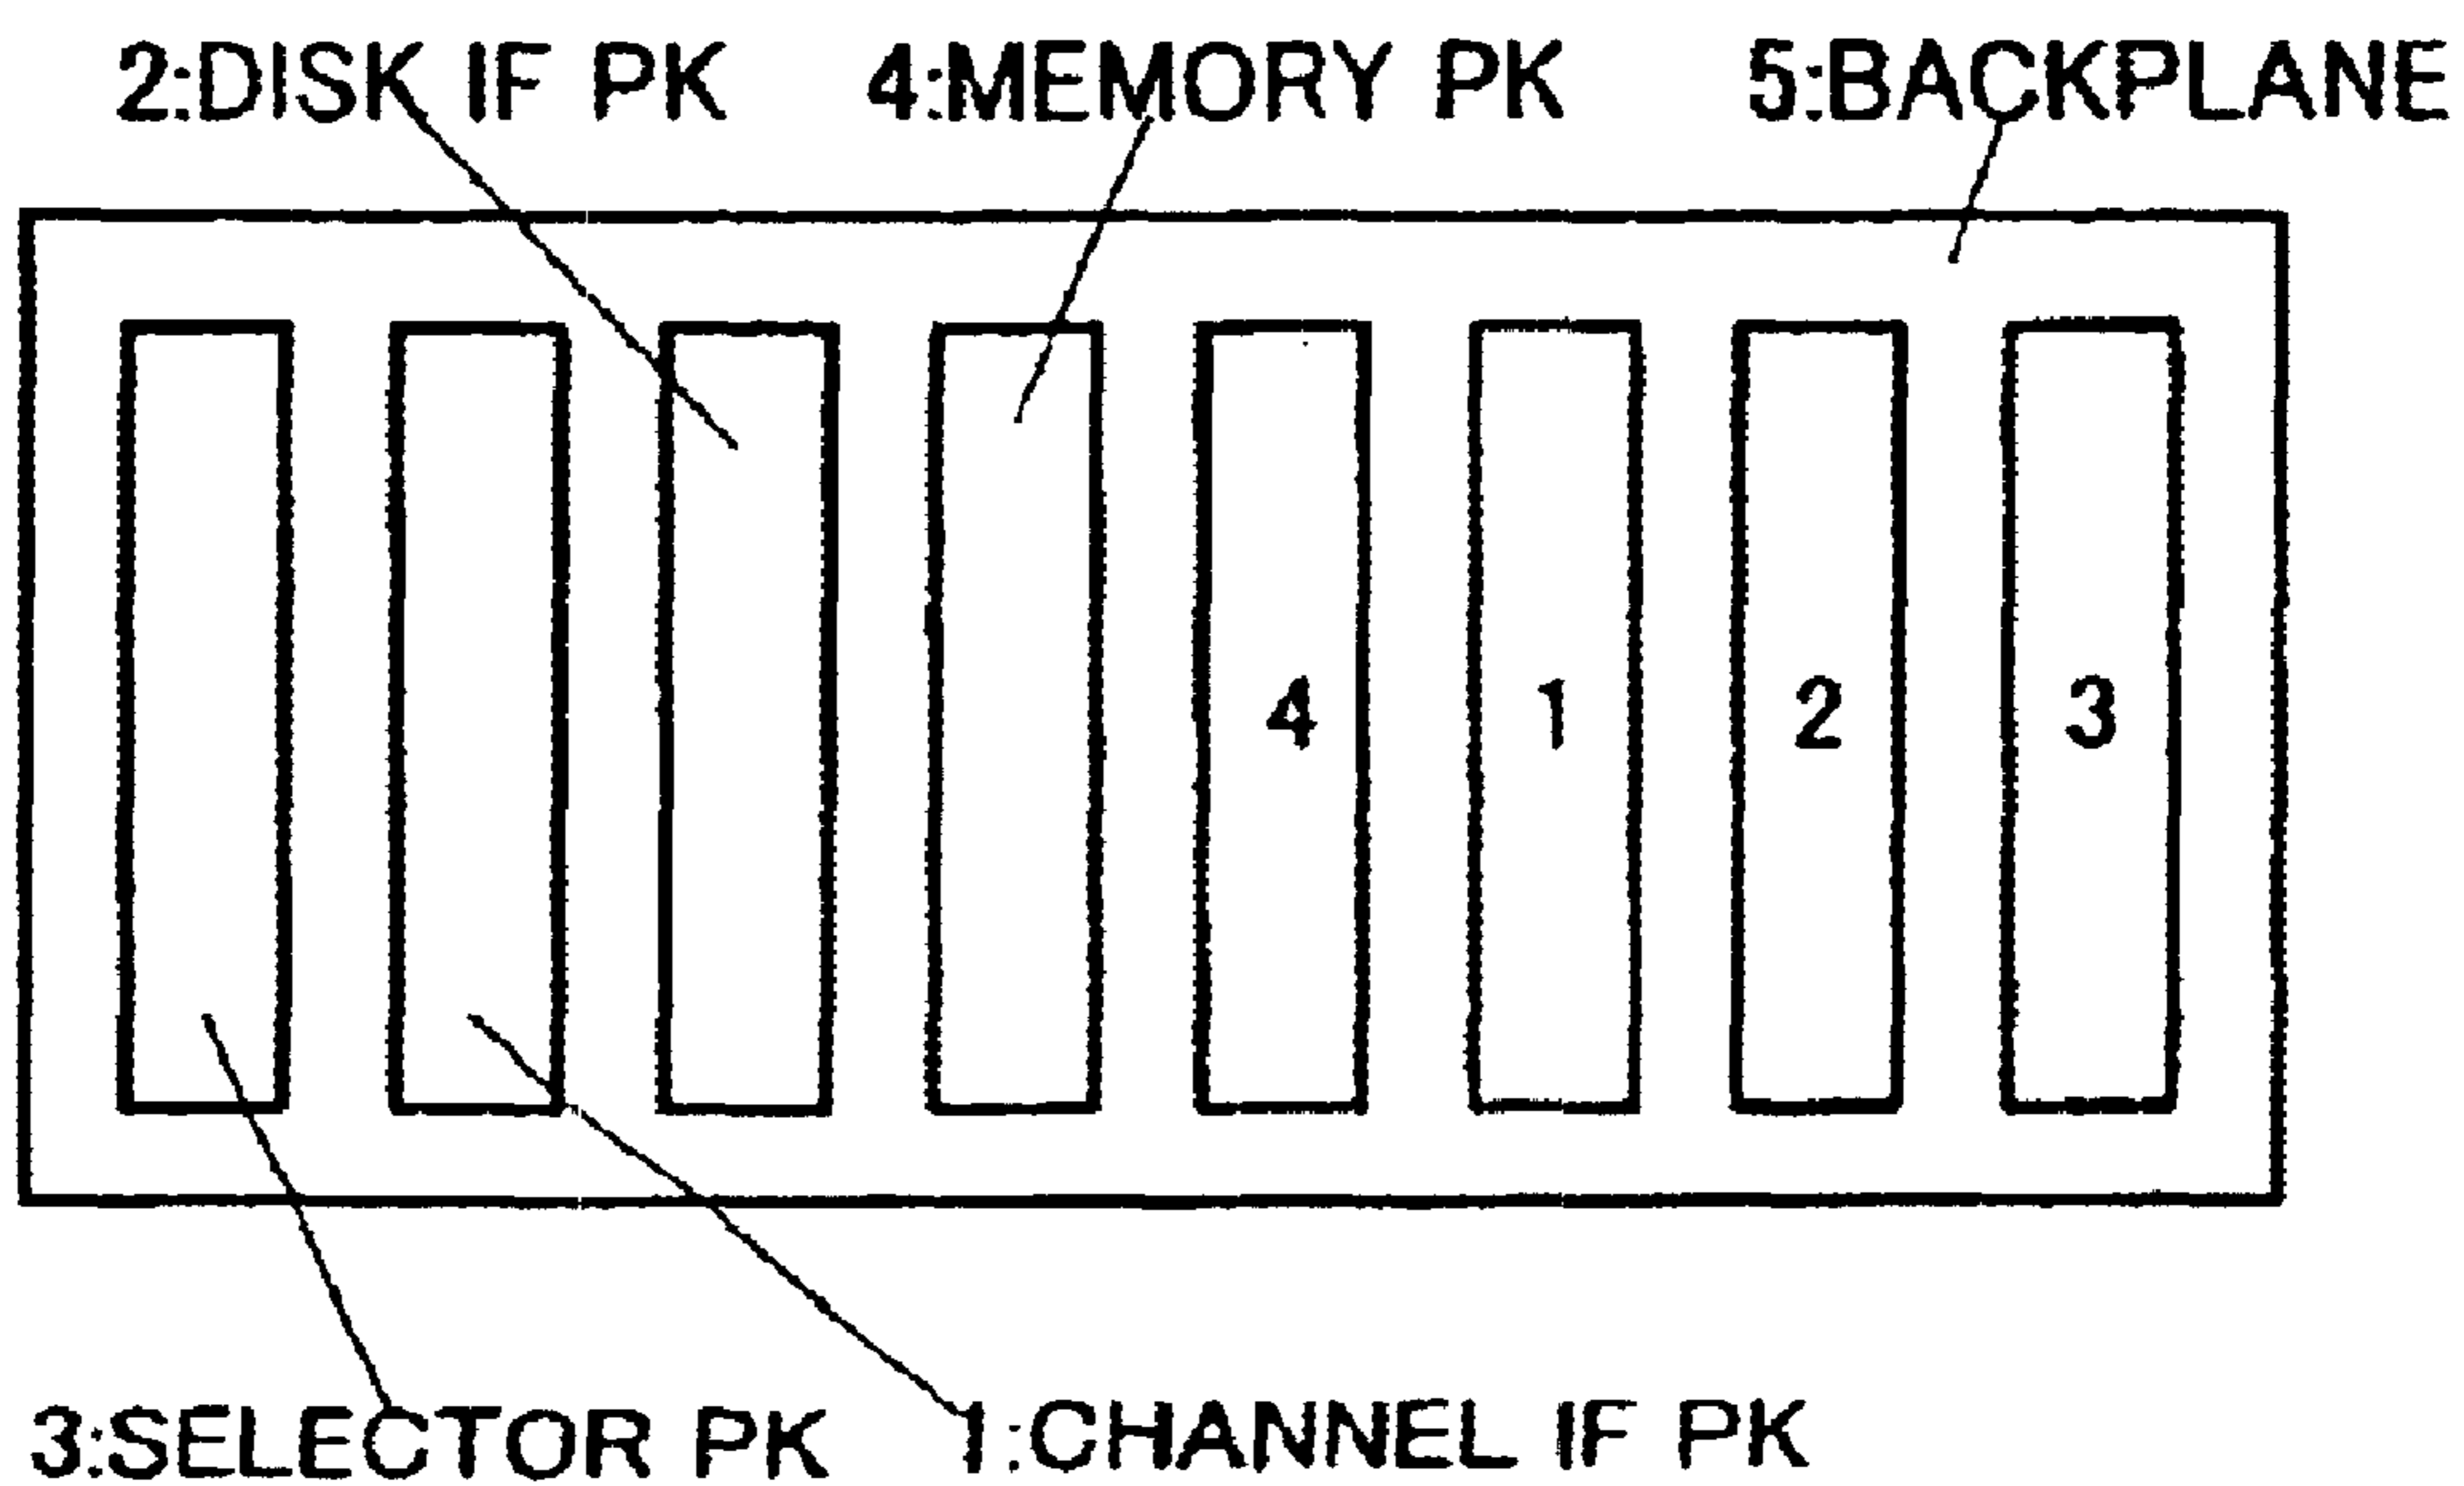 2:DISK IF PK 4:MEMORY PK 5:BACKPLANE
4 1 2 3
3:SELECTOR PK 1:CHANNEL IF PK